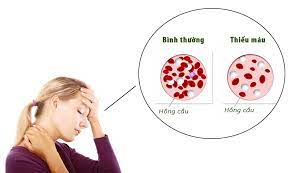 Bình thường
Thiếu máu
Hồng cầu
Hồng cầu